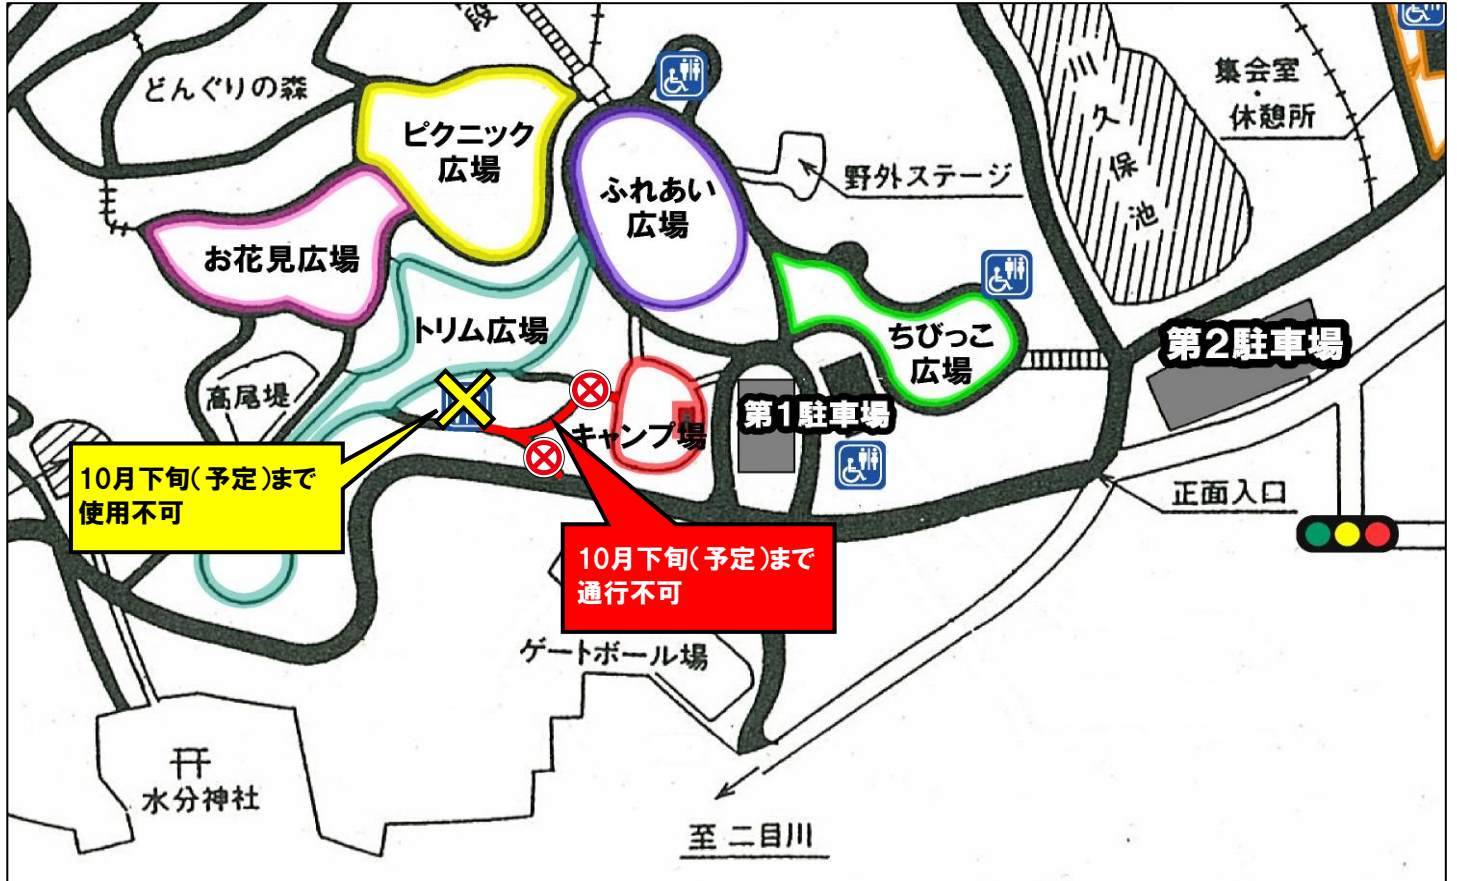 段
どんぐりの森
ピクニック
広場
ふれあい
広場
野外ステージ
川久保池
集会室
・
休憩所
お花見広場
トリム広場
ちびっこ
広場
第2駐車場
高尾堤
キャンプ場
第1駐車場
正面入口
10月下旬(予定)まで
使用不可
10月下旬(予定)まで
通行不可
ゲートボール場
水分神社
至 二目川